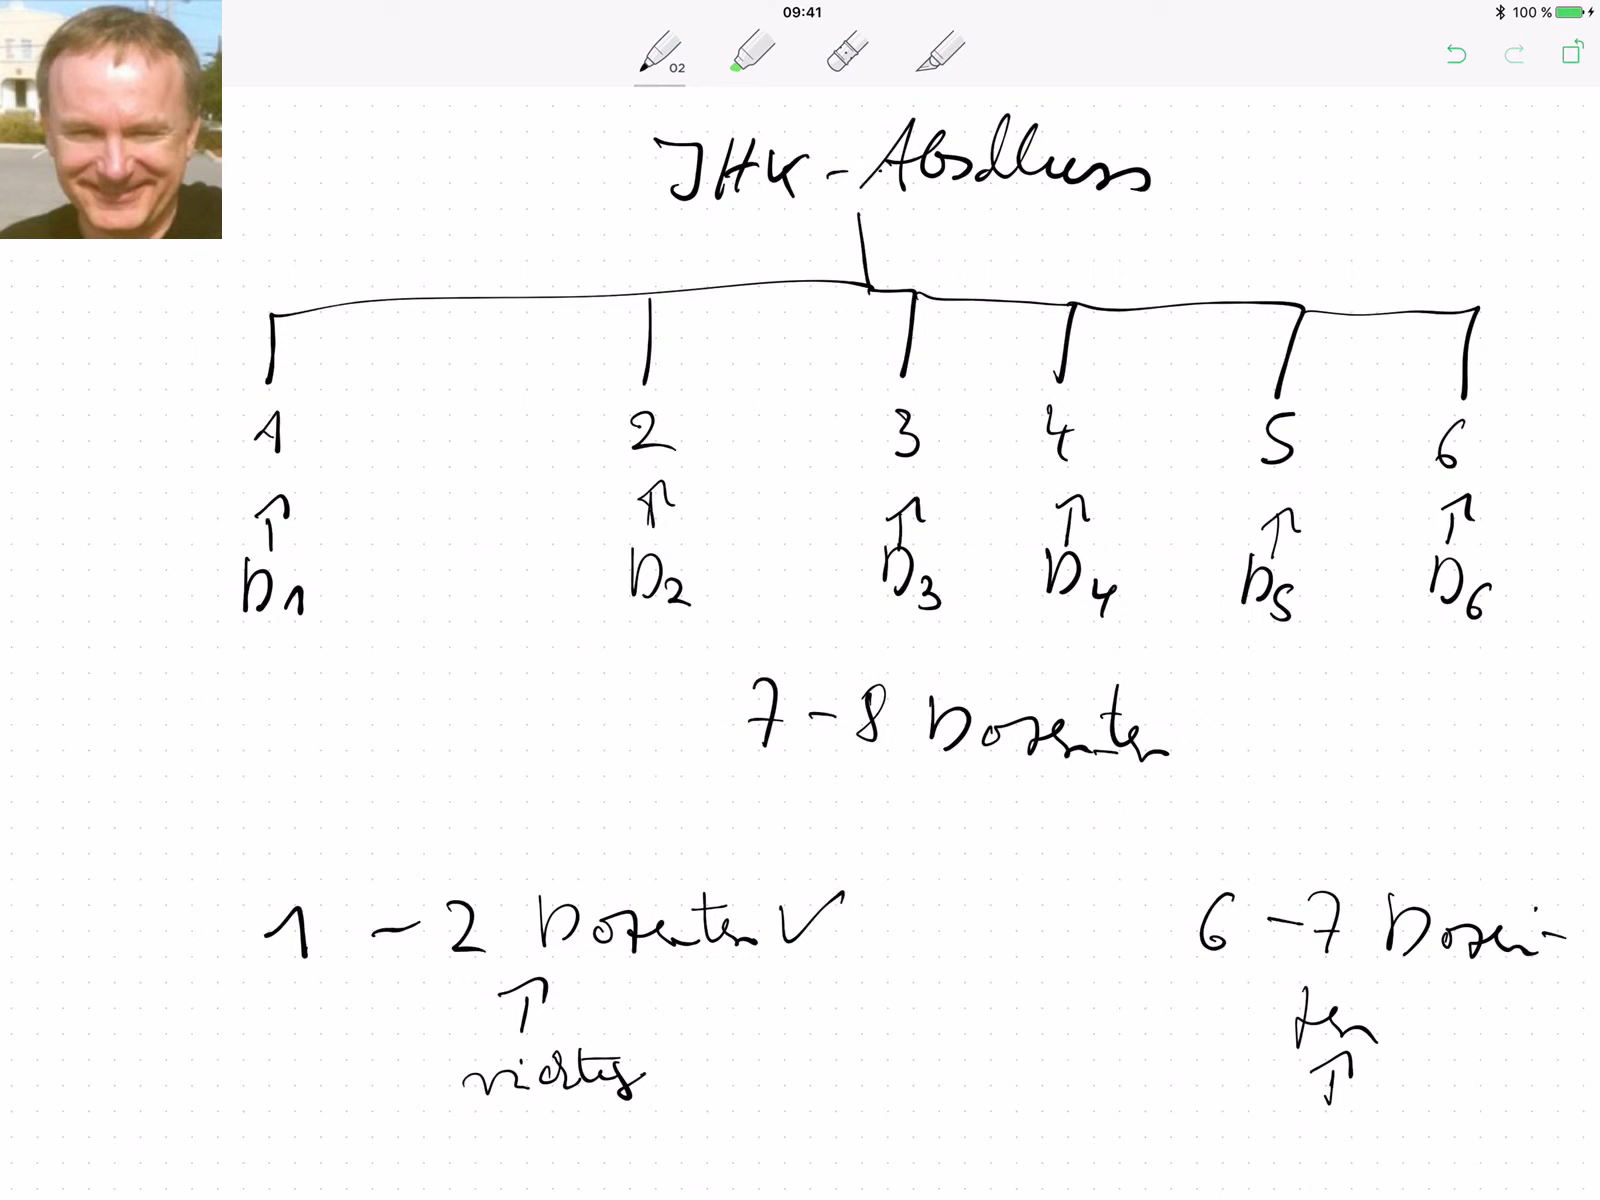 09:41
100 %
02
IHK-Abschluss
1 2 3 4 5 6
D1 D2 D3 D4 D5 D6
7-8 Dozenten
1-2 Dozenten ✓ 6-7 Dozen-
ten
richtig